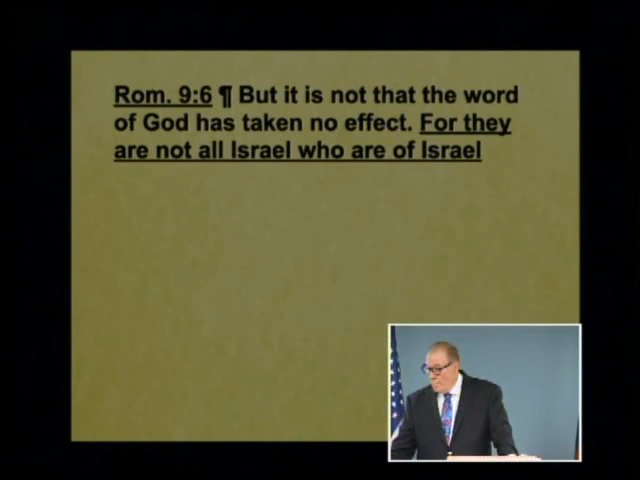 Rom. 9:6 ¶ But it is not that the word
of God has taken no effect. For they
are not all Israel who are of Israel